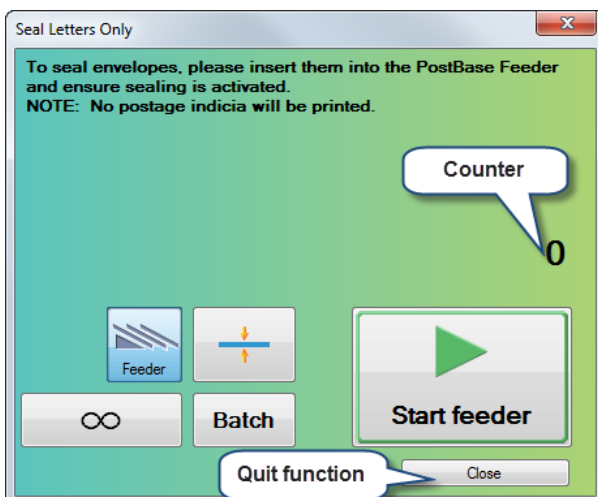 Seal Letters Only
To seal envelopes, please insert them into the PostBase Feeder
and ensure sealing is activated.
NOTE: No postage indicia will be printed.
Counter
0
Feeder
∞
Batch
Start feeder
Quit function
Close